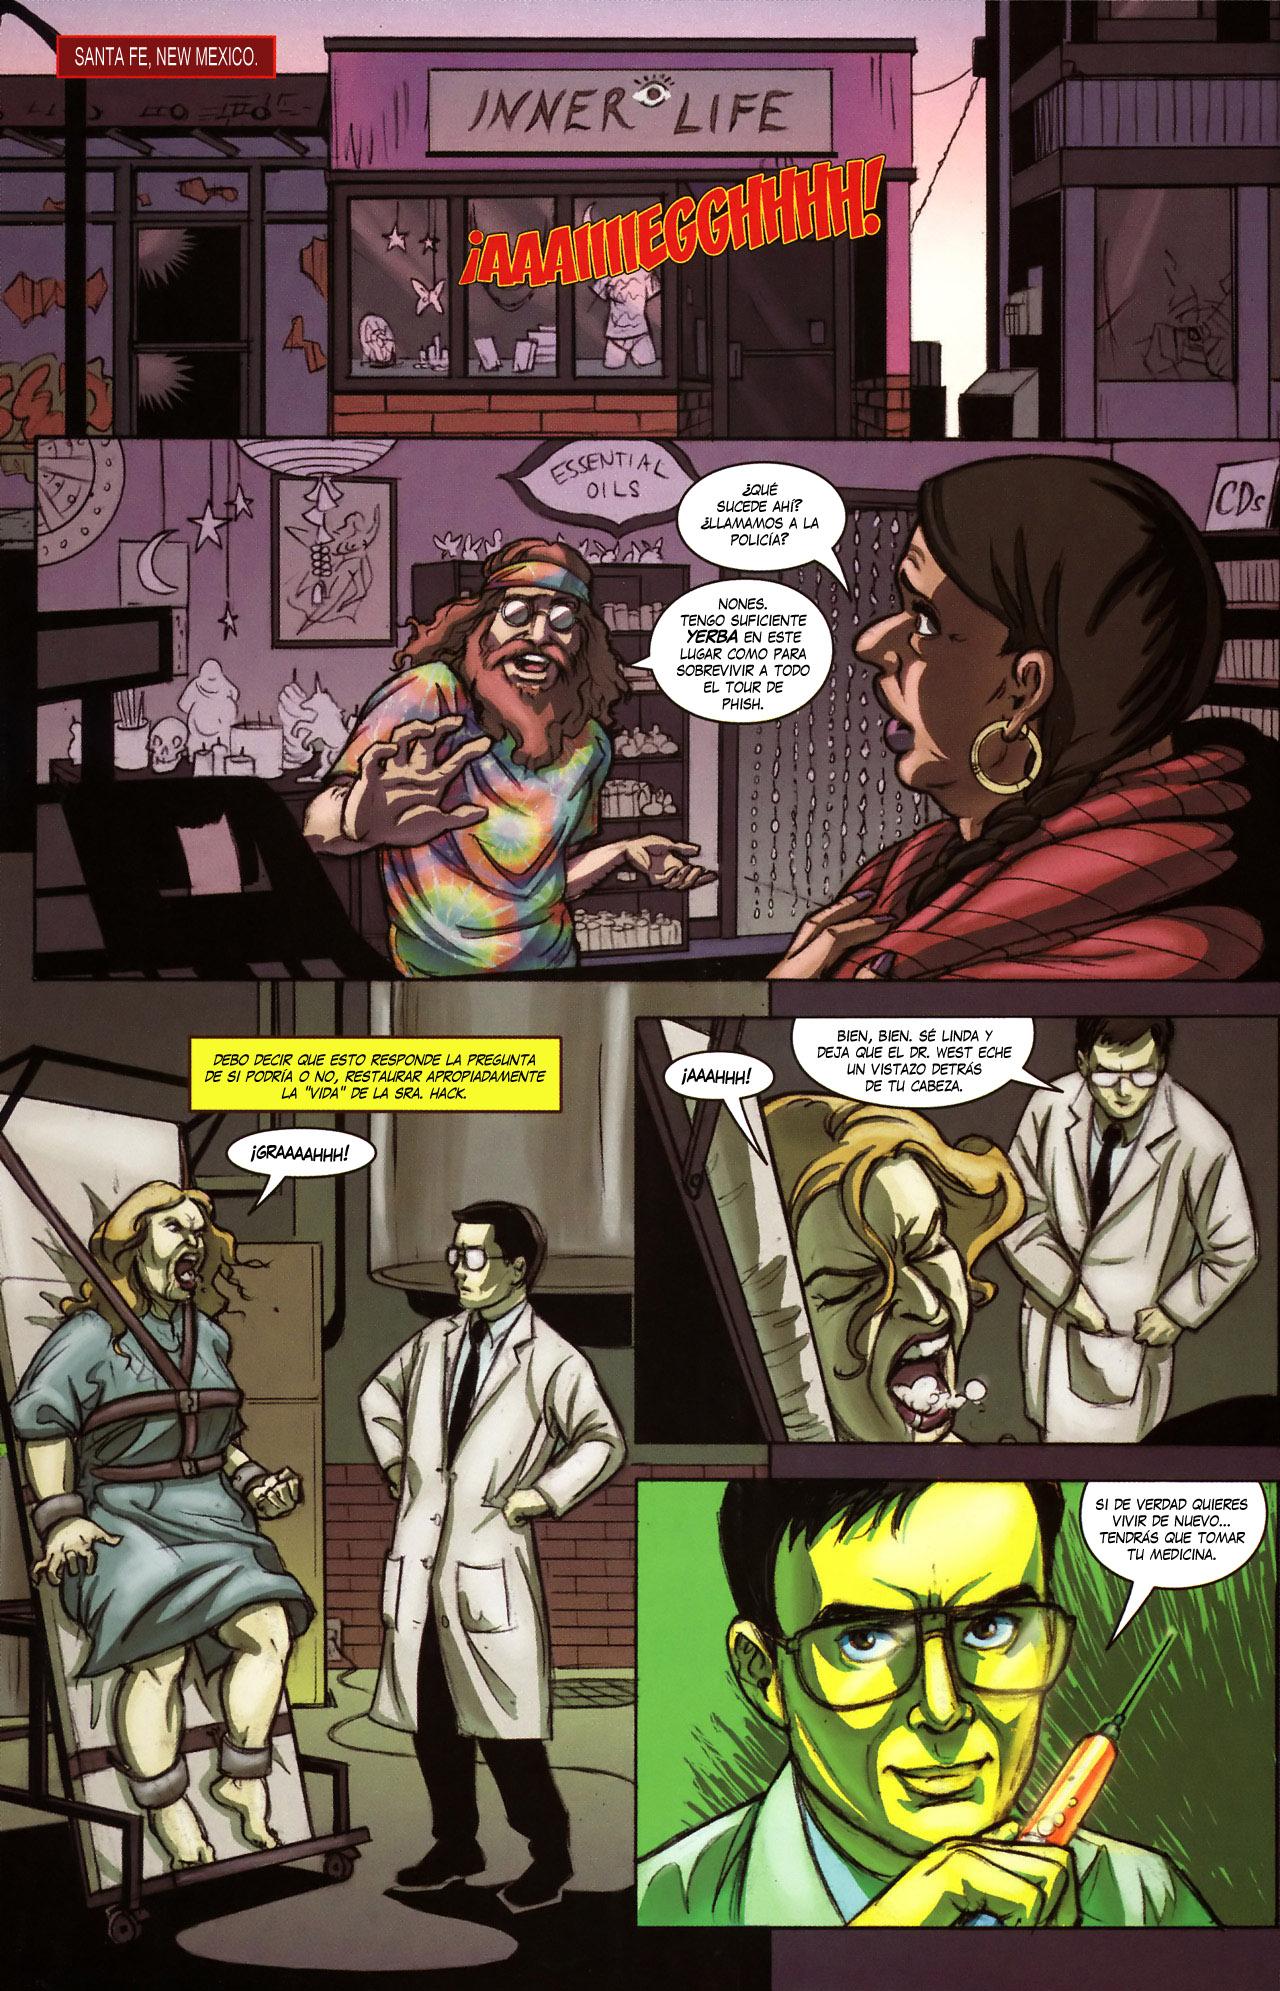 SANTA FE, NEW MEXICO.
INNER LIFE
¡AAAIIIIEGGHHHH!
ESSENTIAL
OILS
CDs
¿QUÉ
SUCEDE AHÍ?
¿LLAMAMOS A LA
POLICÍA?
NONES.
TENGO SUFICIENTE
YERBA EN ESTE
LUGAR COMO PARA
SOBREVIVIR A TODO
EL TOUR DE
PHISH.
DEBO DECIR QUE ESTO RESPONDE LA PREGUNTA
DE SI PODRÍA O NO, RESTAURAR APROPIADAMENTE
LA "VIDA" DE LA SRA. HACK.
¡GRAAAAHHH!
¡AAAHHH!
BIEN, BIEN. SÉ LINDA Y
DEJA QUE EL DR. WEST ECHE
UN VISTAZO DETRÁS
DE TU CABEZA.
SI DE VERDAD QUIERES
VIVIR DE NUEVO...
TENDRÁS QUE TOMAR
TU MEDICINA.